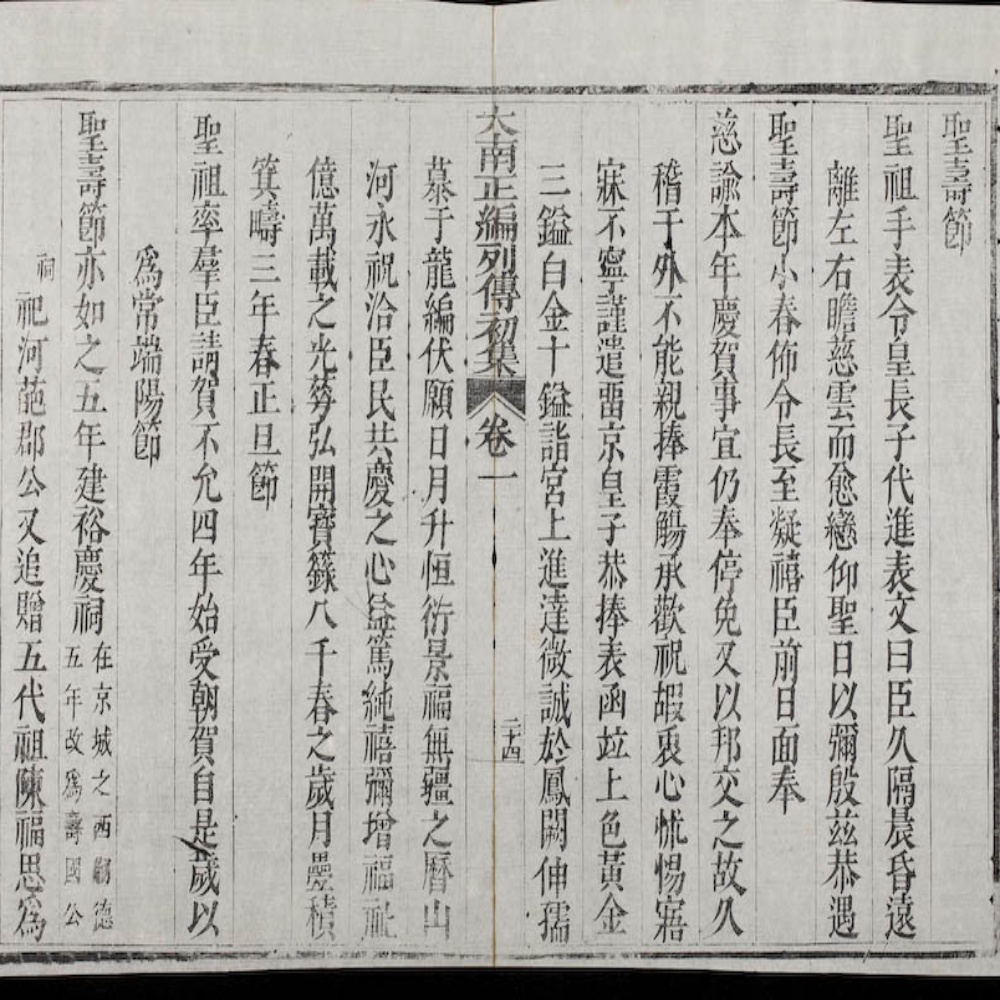 聖壽節
聖祖手表令皇長子代進表文曰臣久隔晨昏遠
離左右瞻慈雲而愈戀仰聖日以彌殷茲恭遇
聖壽節小春佈令長至凝禧臣前日面奉
慈諭本年慶賀事宜仍奉停免又以邦交之故久
稽于外不能親捧霞觴承歡祝嘏衷心怵惕寤
寐不寧謹遣畱京皇子恭捧表函竝上色黃金
三鎰白金十鎰詣宮上進達微誠於鳳闕伸孺
大南正編列傳初集 卷一 二十四
慕于龍編伏願日月升恒衍景福無疆之曆山
河永祝洽臣民共慶之心益篤純禧彌增福祉
億萬載之光蕚弘開寶籙八千春之歲月疊積
箕疇三年春正旦節
聖祖率羣臣請賀不允四年始受朝賀自是歲以
爲常端陽節
聖壽節亦如之五年建裕慶祠在京城之西嗣德五年改爲壽國公
祠祀河葩郡公又追贈五代祖陳福思爲